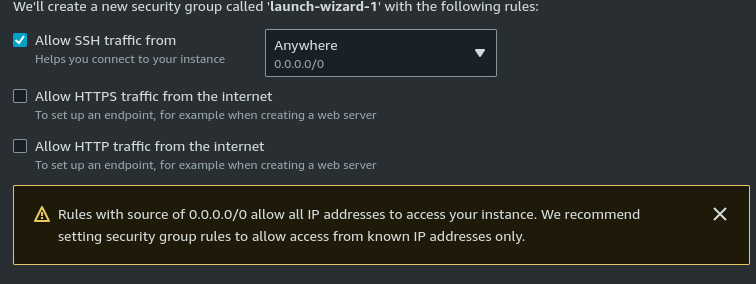 We'll create a new security group called 'launch-wizard-1' with the following rules:
Allow SSH traffic from
Helps you connect to your instance
Anywhere
0.0.0.0/0
Allow HTTPS traffic from the internet
To set up an endpoint, for example when creating a web server
Allow HTTP traffic from the internet
To set up an endpoint, for example when creating a web server
Rules with source of 0.0.0.0/0 allow all IP addresses to access your instance. We recommend
setting security group rules to allow access from known IP addresses only.